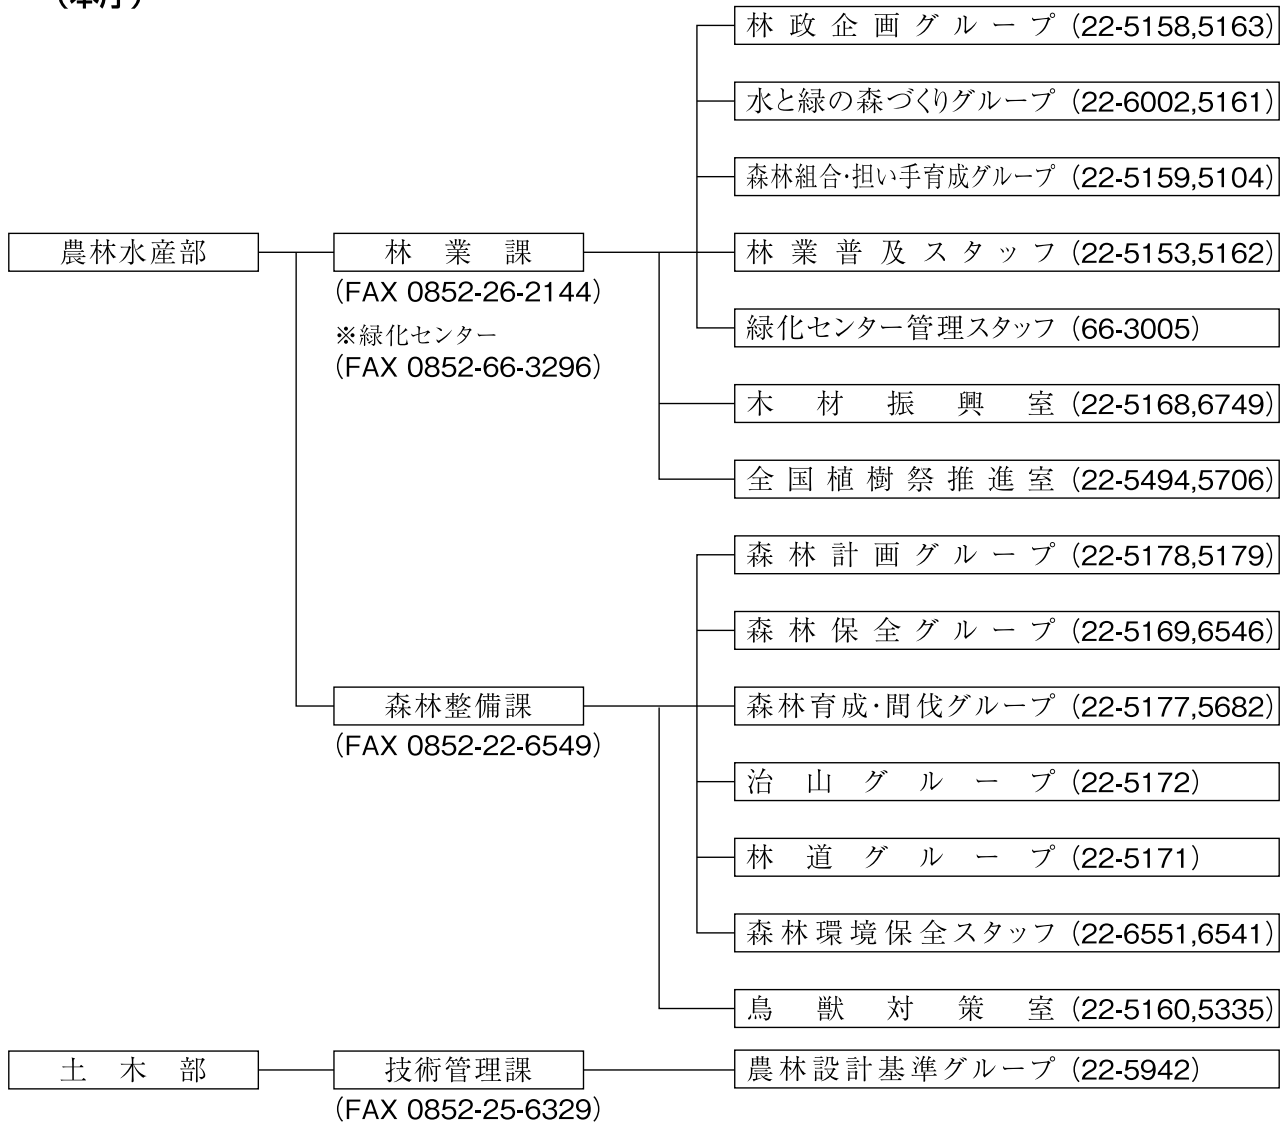 (本庁)
林政企画グループ (22-5158,5163)
水と緑の森づくりグループ (22-6002,5161)
森林組合・担い手育成グループ (22-5159,5104)
農林水産部 林業課 林業普及スタッフ (22-5153,5162)
(FAX 0852-26-2144)
※緑化センター 緑化センター管理スタッフ (66-3005)
(FAX 0852-66-3296)
木材振興室 (22-5168,6749)
全国植樹祭推進室 (22-5494,5706)
森林計画グループ (22-5178,5179)
森林保全グループ (22-5169,6546)
森林整備課 森林育成・間伐グループ (22-5177,5682)
(FAX 0852-22-6549)
治山グループ (22-5172)
林道グループ (22-5171)
森林環境保全スタッフ (22-6551,6541)
鳥獣対策室 (22-5160,5335)
土木部 技術管理課 農林設計基準グループ (22-5942)
(FAX 0852-25-6329)